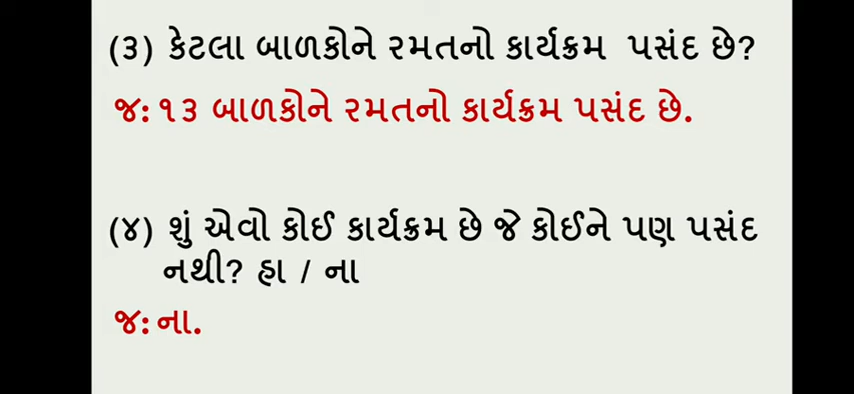 (૩) કેટલા બાળકોને રમતનો કાર્યક્રમ પસંદ છે?
જ: ૧૩ બાળકોને રમતનો કાર્યક્રમ પસંદ છે.
(૪) શું એવો કોઈ કાર્યક્રમ છે જે કોઈને પણ પસંદ
નથી? હા / ના
જ: ના.